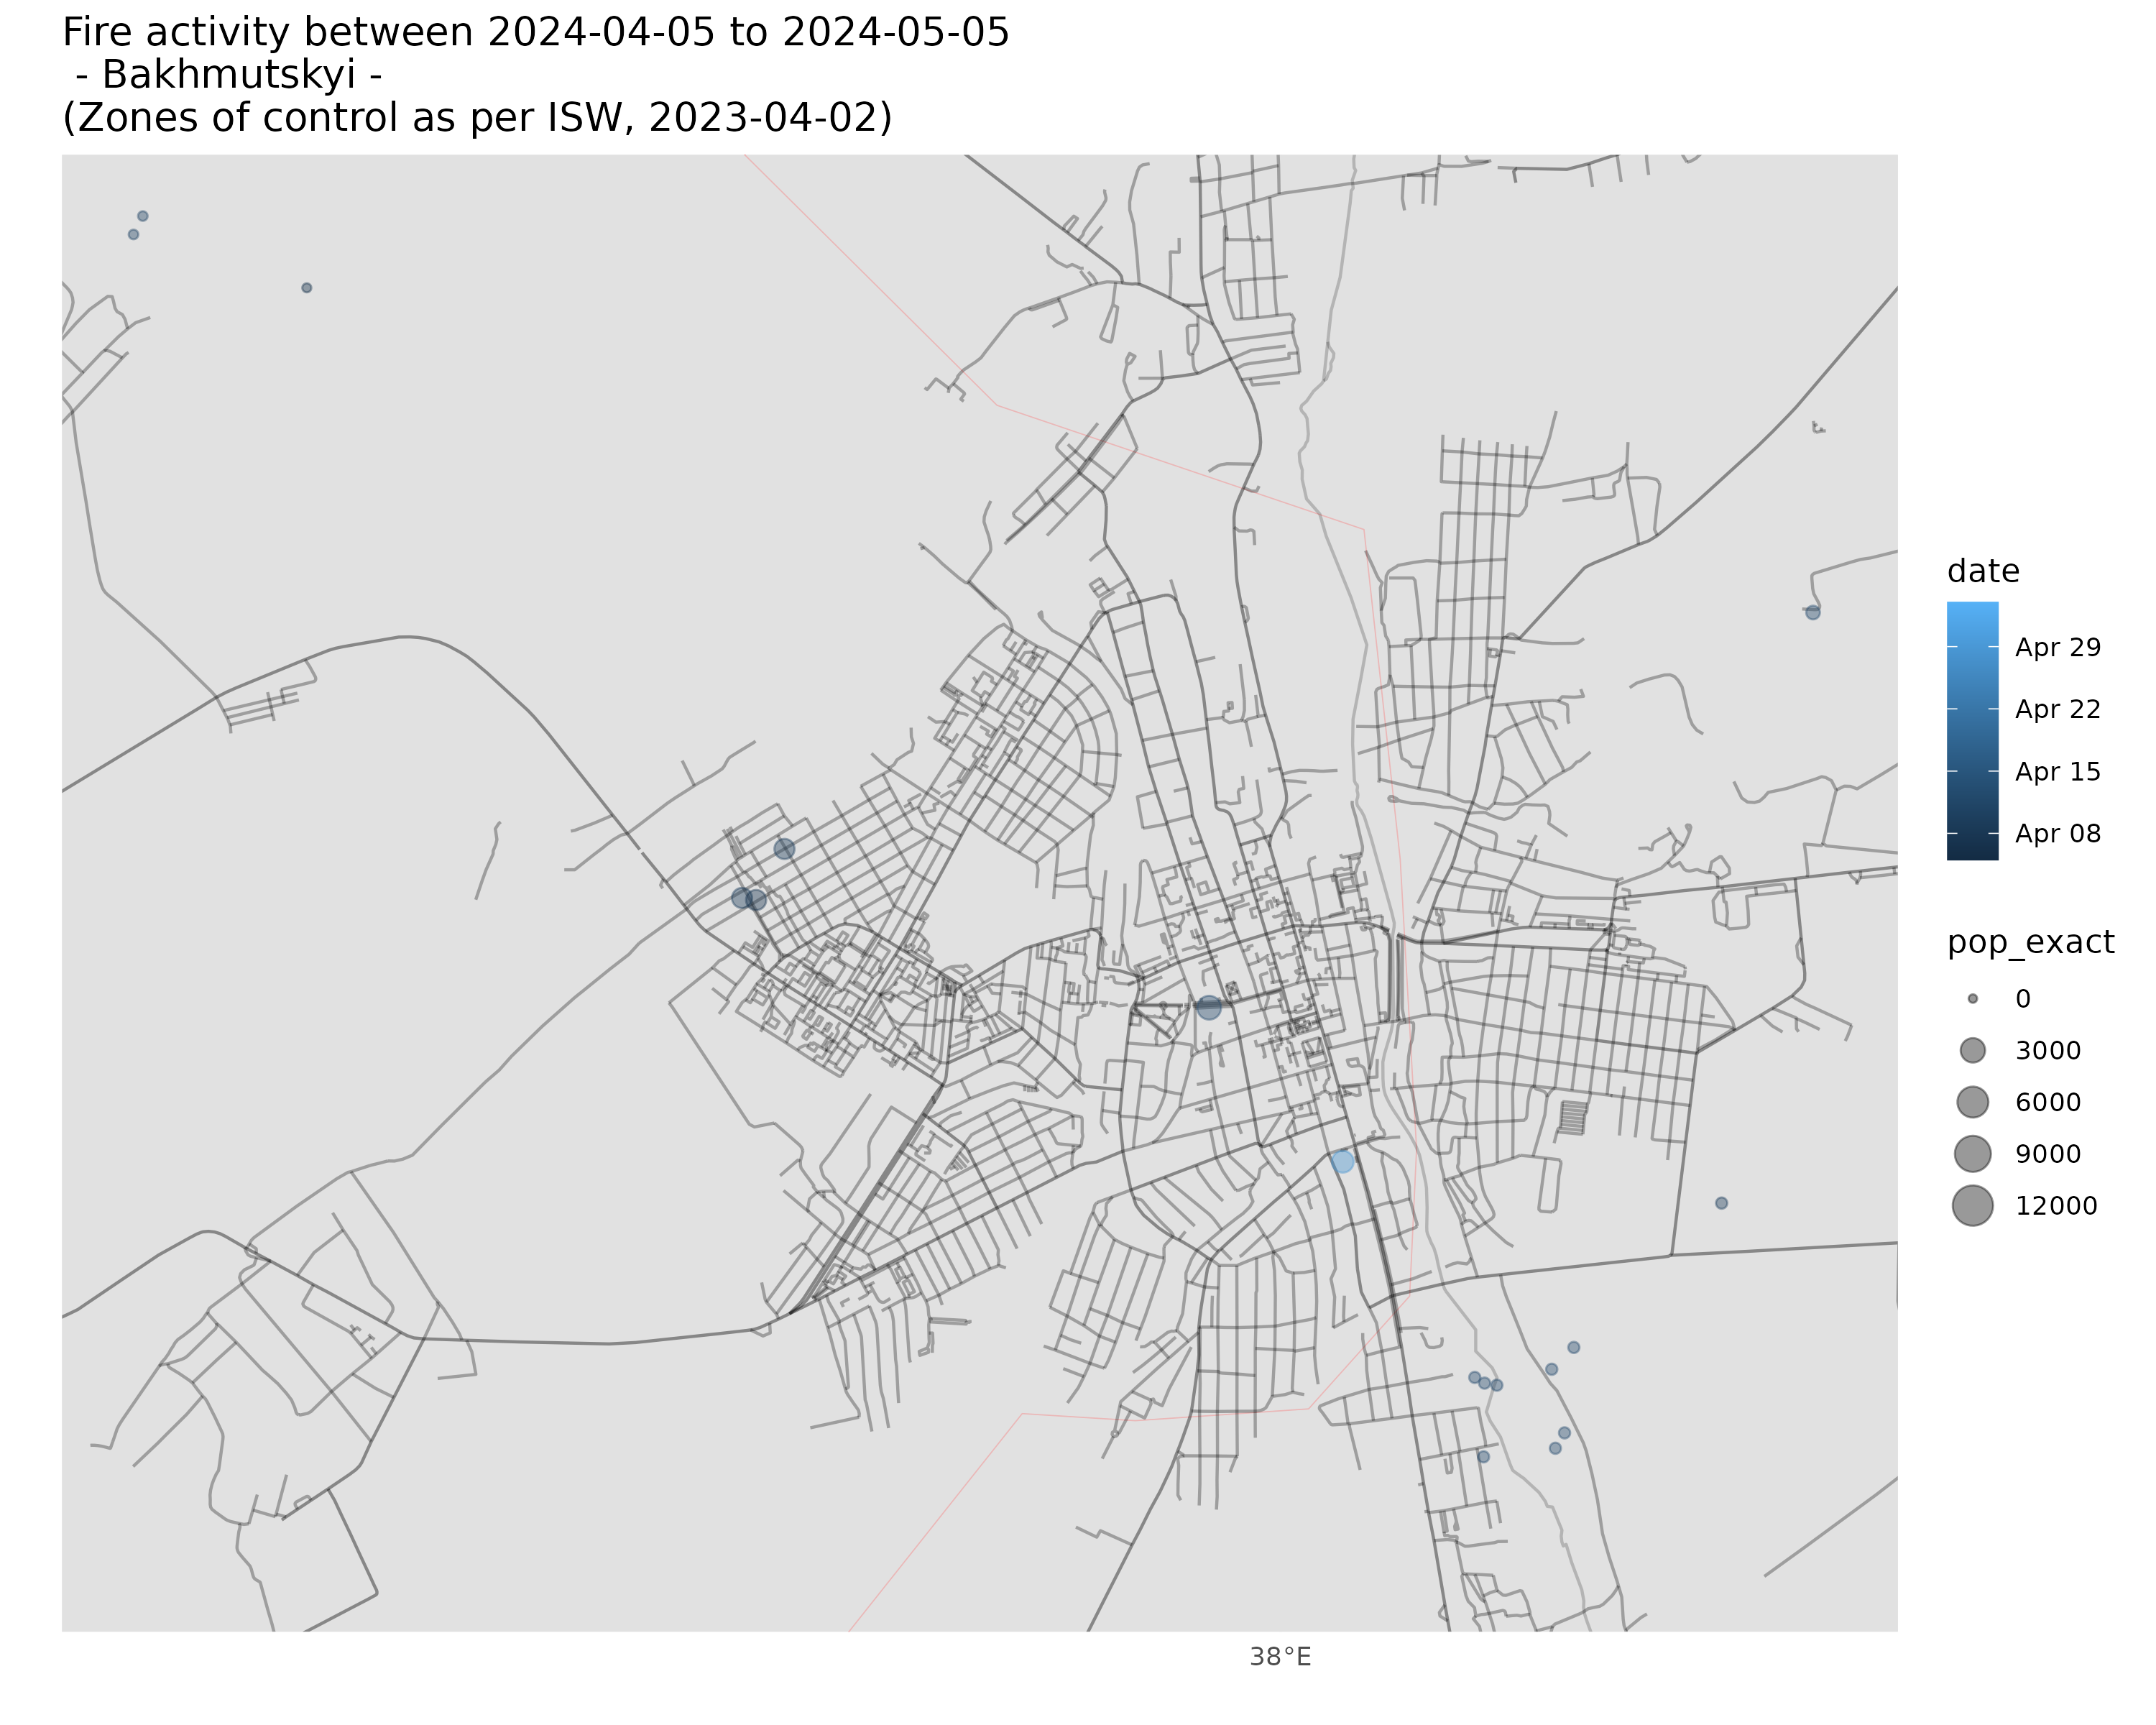 Fire activity between 2024-04-05 to 2024-05-05
- Bakhmutskyi -
(Zones of control as per ISW, 2023-04-02)
date
Apr 29
Apr 22
Apr 15
Apr 08
pop_exact
0
3000
6000
9000
12000
38°E